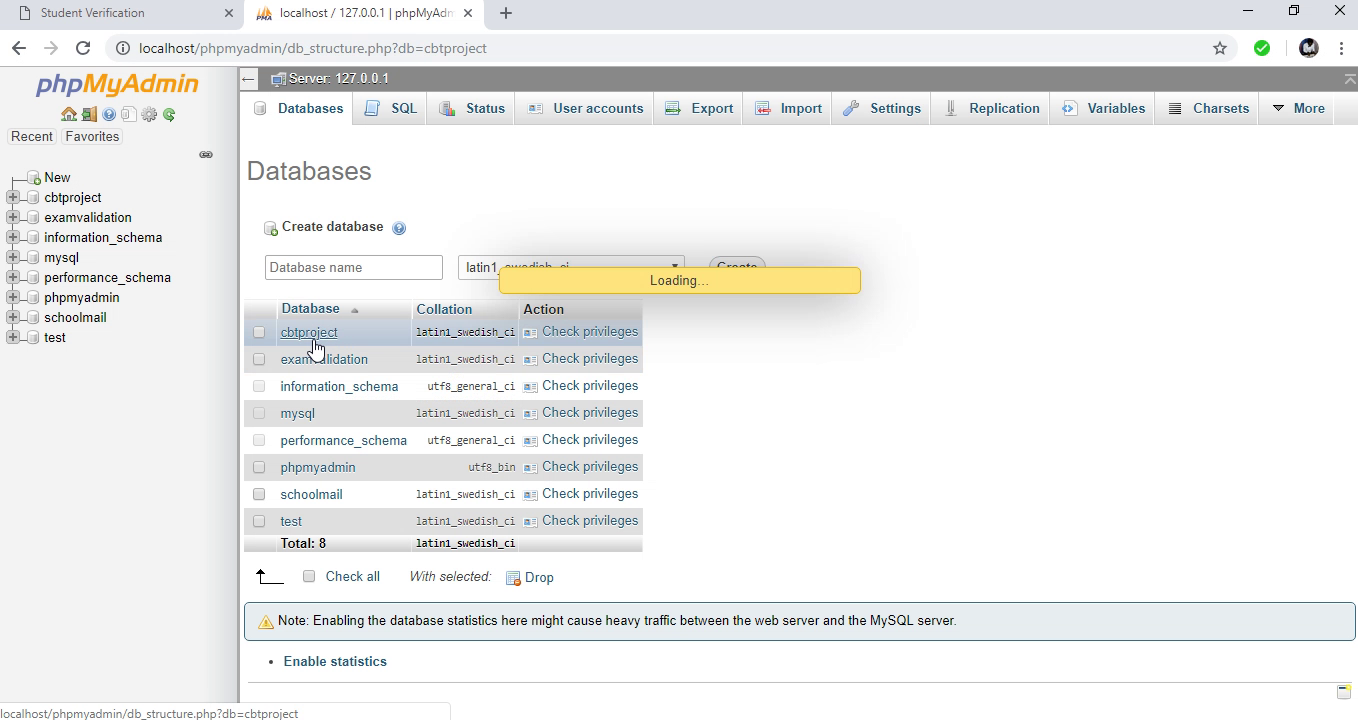 Student Verification
localhost / 127.0.0.1 | phpMyAdm
localhost/phpmyadmin/db_structure.php?db=cbtproject
phpMyAdmin
Recent Favorites
New
cbtproject
examvalidation
information_schema
mysql
performance_schema
phpmyadmin
schoolmail
test
Server: 127.0.0.1
Databases SQL Status User accounts Export Import Settings Replication Variables Charsets More
Databases
Create database
Database name latin1_swedish_ci Create
Loading…
Database Collation Action
cbtproject latin1_swedish_ci Check privileges
examvalidation latin1_swedish_ci Check privileges
information_schema utf8_general_ci Check privileges
mysql latin1_swedish_ci Check privileges
performance_schema utf8_general_ci Check privileges
phpmyadmin utf8_bin Check privileges
schoolmail latin1_swedish_ci Check privileges
test latin1_swedish_ci Check privileges
Total: 8 latin1_swedish_ci
Check all With selected: Drop
Note: Enabling the database statistics here might cause heavy traffic between the web server and the MySQL server.
Enable statistics
localhost/phpmyadmin/db_structure.php?db=cbtproject